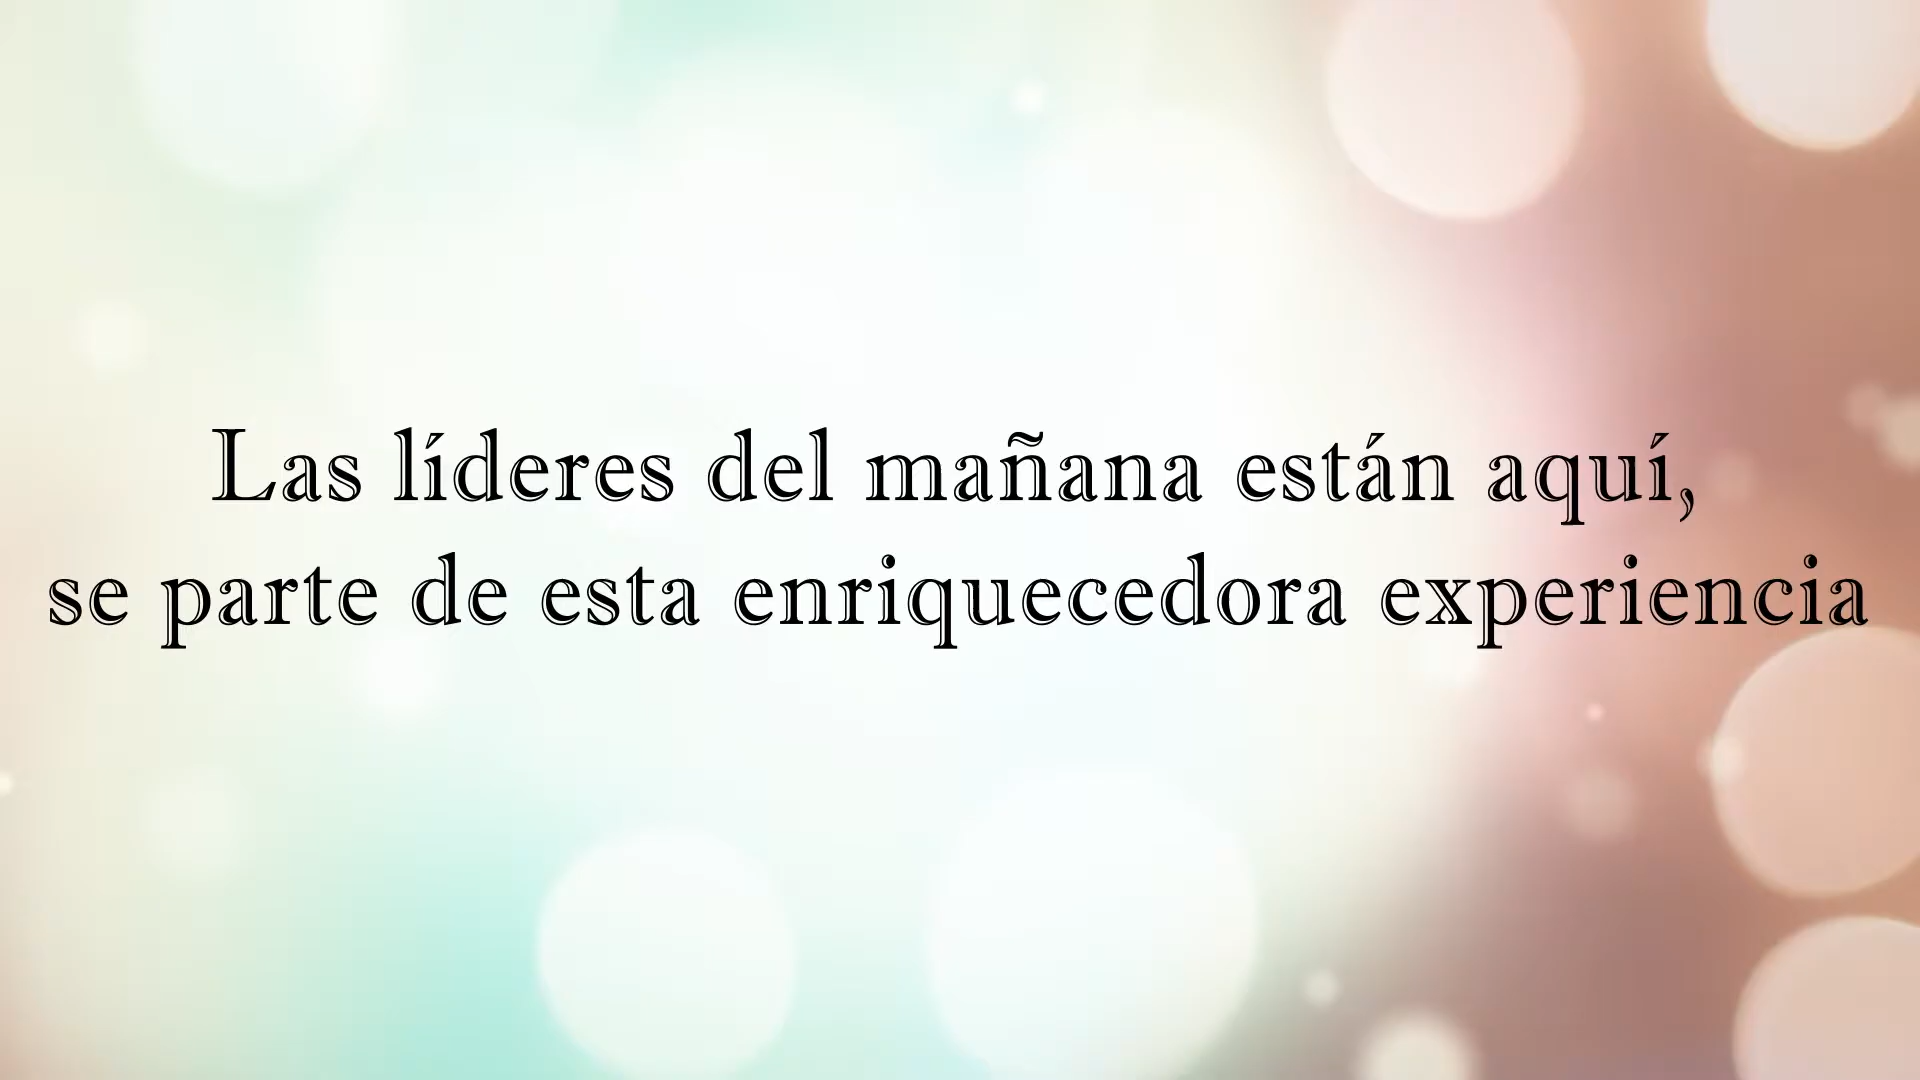 Las líderes del mañana están aquí,
se parte de esta enriquecedora experiencia